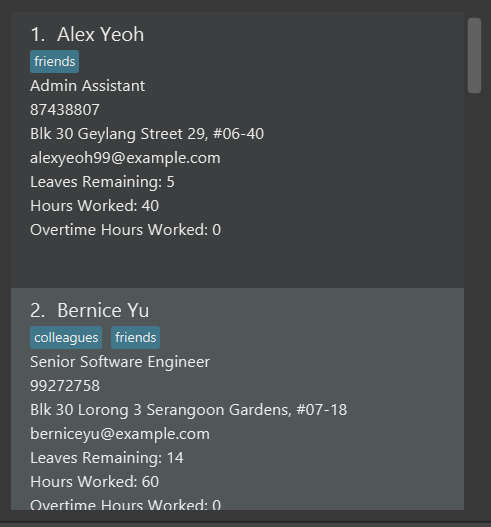 1. Alex Yeoh
friends
Admin Assistant
87438807
Blk 30 Geylang Street 29, #06-40
alexyeoh99@example.com
Leaves Remaining: 5
Hours Worked: 40
Overtime Hours Worked: 0
2. Bernice Yu
colleagues friends
Senior Software Engineer
99272758
Blk 30 Lorong 3 Serangoon Gardens, #07-18
berniceyu@example.com
Leaves Remaining: 14
Hours Worked: 60
Overtime Hours Worked: 0